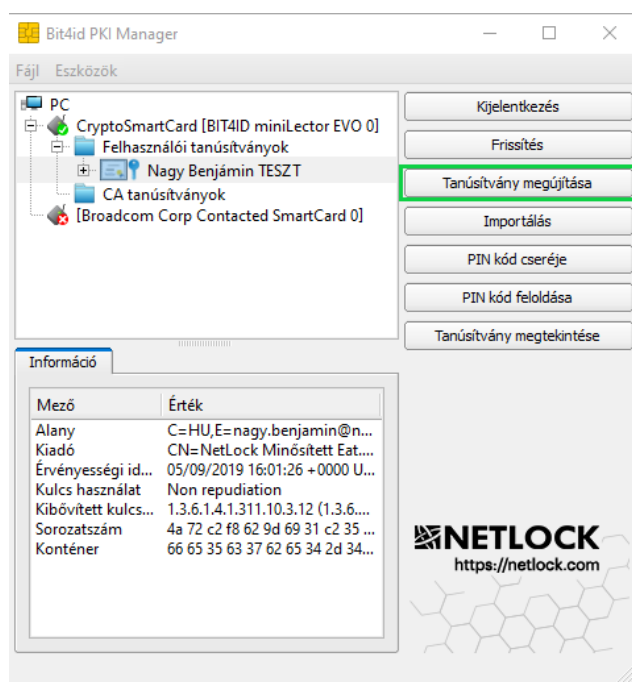 Bit4id PKI Manager
Fájl Eszközök
PC
CryptoSmartCard [BIT4ID miniLector EVO 0]
Felhasználói tanúsítványok
Nagy Benjámin TESZT
CA tanúsítványok
[Broadcom Corp Contacted SmartCard 0]
Kijelentkezés
Frissítés
Tanúsítvány megújítása
Importálás
PIN kód cseréje
PIN kód feloldása
Tanúsítvány megtekintése
Információ
Mező Érték
Alany C=HU,E=nagy.benjamin@n...
Kiadó CN=NetLock Minősített Eat....
Érvényességi id... 05/09/2019 16:01:26 +0000 U...
Kulcs használat Non repudiation
Kibővített kulcs... 1.3.6.1.4.1.311.10.3.12 (1.3.6....
Sorozatszám 4a 72 c2 f8 62 9d 69 31 c2 35 ...
Konténer 66 65 35 63 37 62 65 34 2d 34...
NETLOCK
https://netlock.com